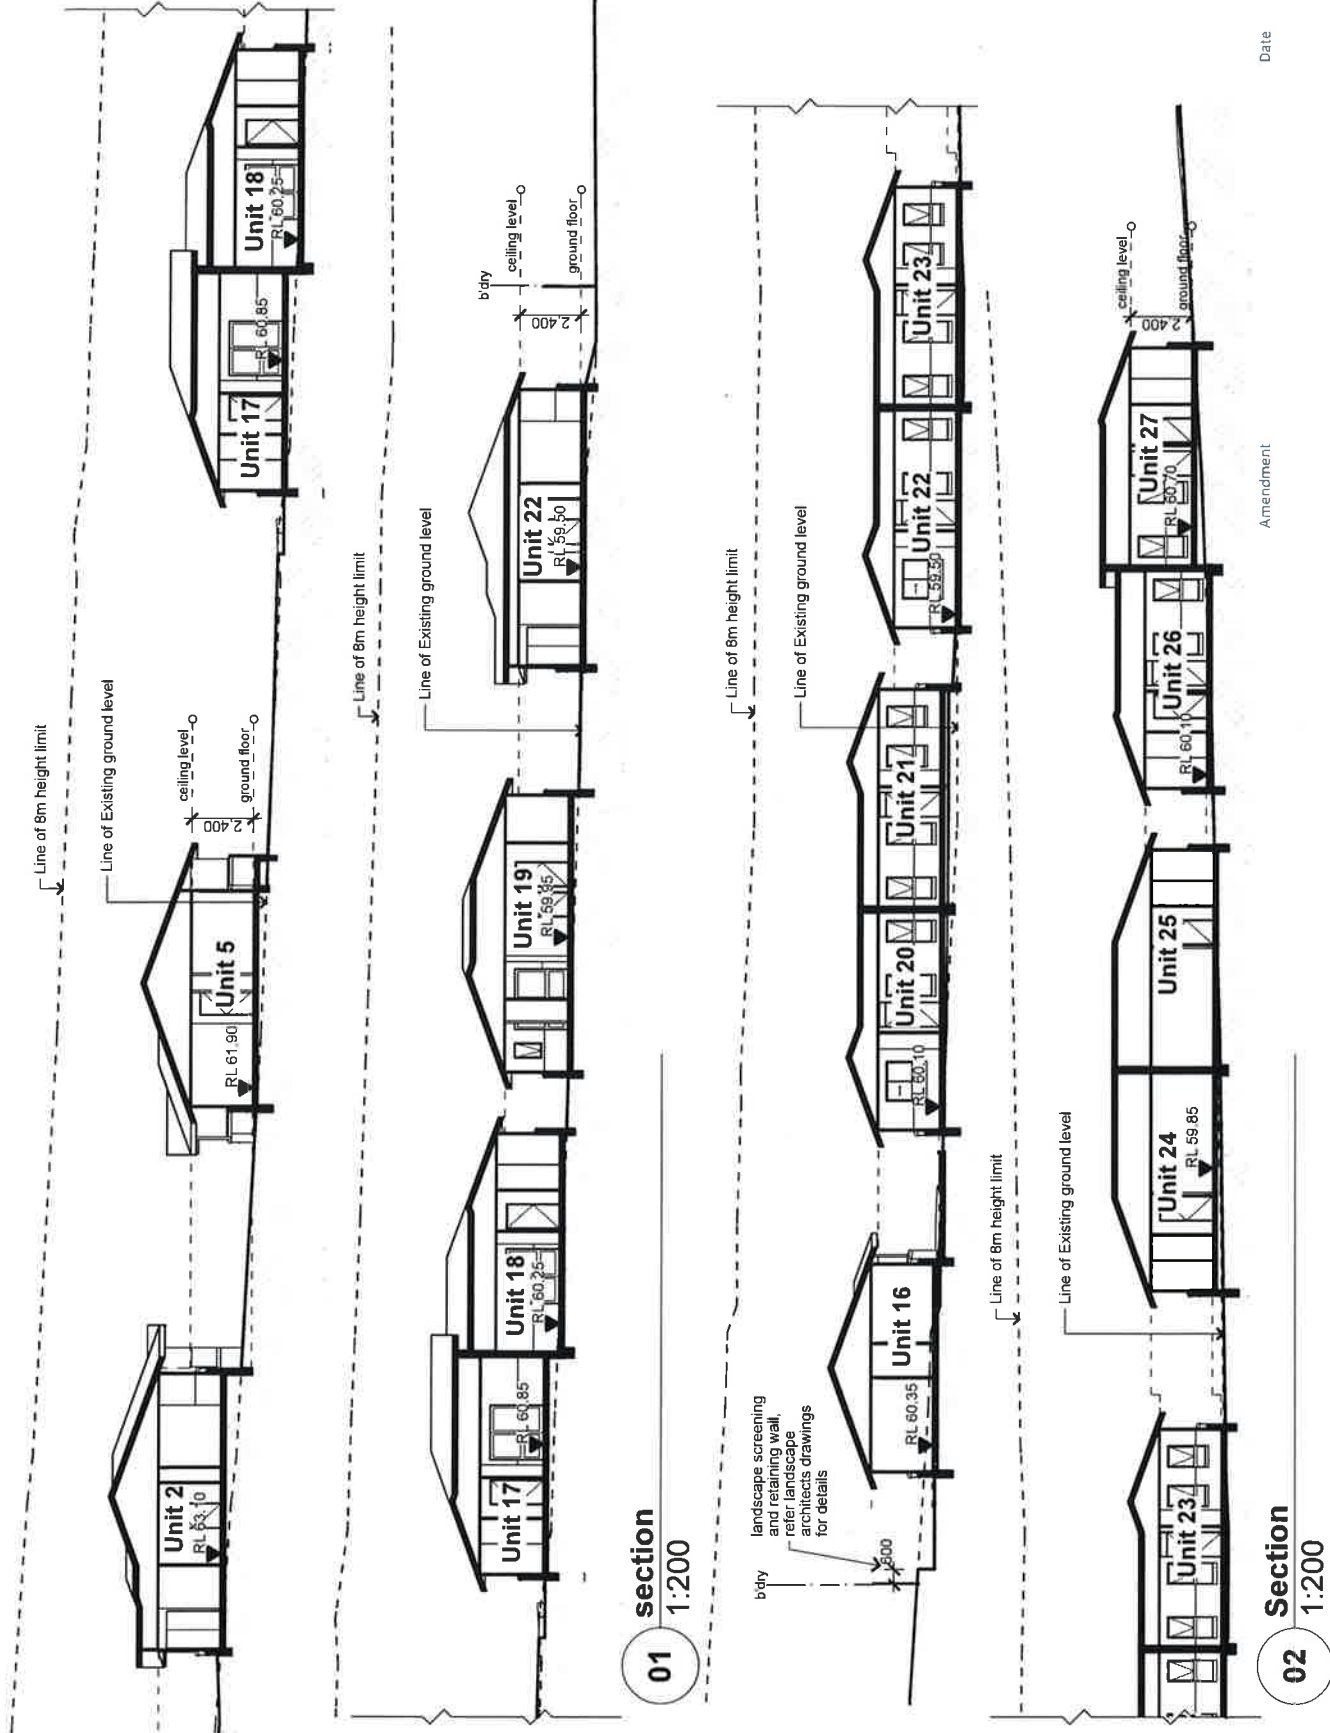 Line of 8m height limit
Line of Existing ground level
Unit 2
RL 63.10
Unit 5
RL 61.90
2,400
ceiling level
ground floor
Unit 17
RL 60.85
Unit 18
RL 60.25
Line of 8m height limit
Line of Existing ground level
Unit 17
RL 60.85
Unit 18
RL 60.25
Unit 19
RL 59.95
Unit 22
RL 59.50
2,400
b'dry
ceiling level
ground floor
01
section
1:200
landscape screening
and retaining wall,
refer landscape
architects drawings
for details
b'dry
600
Unit 16
RL 60.35
Line of 8m height limit
Line of Existing ground level
Unit 20
RL 60.10
Unit 21
Unit 22
RL 59.50
Unit 23
Line of 8m height limit
Line of Existing ground level
Unit 23
Unit 24
RL 59.85
Unit 25
Unit 26
RL 60.10
Unit 27
RL 60.70
2,400
ceiling level
ground floor
02
Section
1:200
Amendment
Date